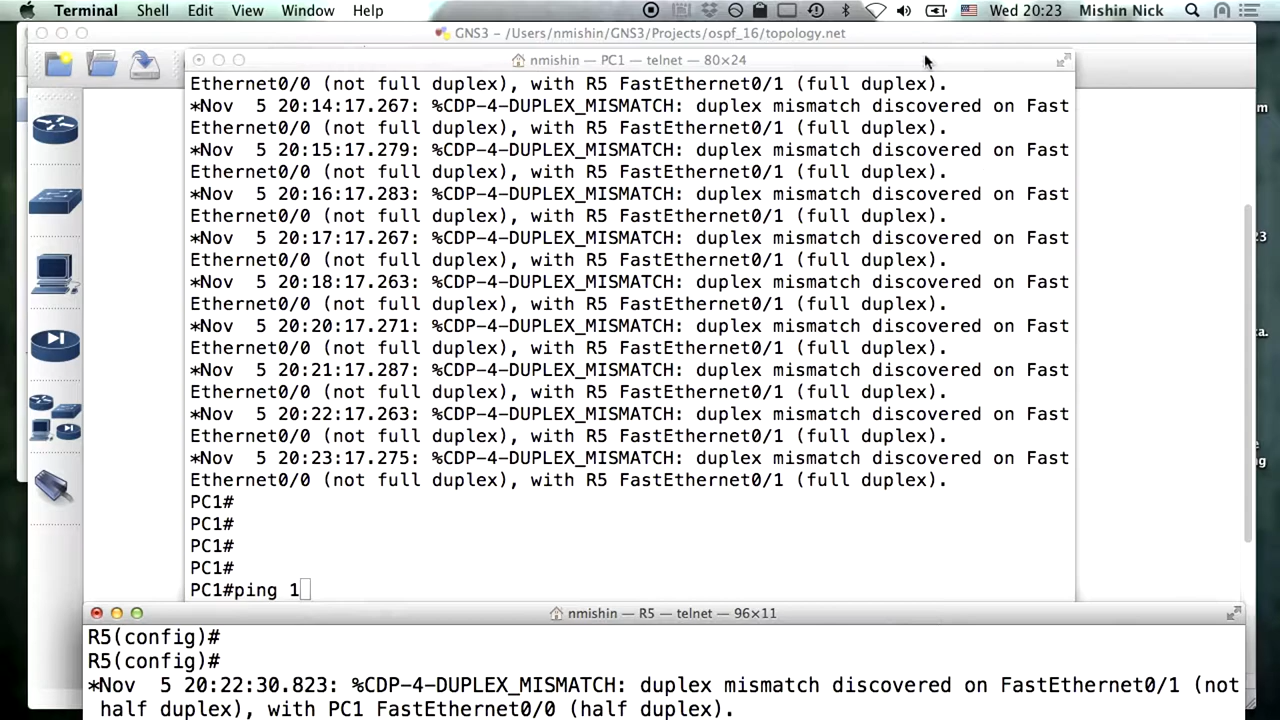 Terminal Shell Edit View Window Help Wed 20:23 Mishin Nick
GNS3 – /Users/nmishin/GNS3/Projects/ospf_16/topology.net
nmishin — PC1 — telnet — 80×24
Ethernet0/0 (not full duplex), with R5 FastEthernet0/1 (full duplex).
*Nov  5 20:14:17.267: %CDP-4-DUPLEX_MISMATCH: duplex mismatch discovered on Fast
Ethernet0/0 (not full duplex), with R5 FastEthernet0/1 (full duplex).
*Nov  5 20:15:17.279: %CDP-4-DUPLEX_MISMATCH: duplex mismatch discovered on Fast
Ethernet0/0 (not full duplex), with R5 FastEthernet0/1 (full duplex).
*Nov  5 20:16:17.283: %CDP-4-DUPLEX_MISMATCH: duplex mismatch discovered on Fast
Ethernet0/0 (not full duplex), with R5 FastEthernet0/1 (full duplex).
*Nov  5 20:17:17.267: %CDP-4-DUPLEX_MISMATCH: duplex mismatch discovered on Fast
Ethernet0/0 (not full duplex), with R5 FastEthernet0/1 (full duplex).
*Nov  5 20:18:17.263: %CDP-4-DUPLEX_MISMATCH: duplex mismatch discovered on Fast
Ethernet0/0 (not full duplex), with R5 FastEthernet0/1 (full duplex).
*Nov  5 20:20:17.271: %CDP-4-DUPLEX_MISMATCH: duplex mismatch discovered on Fast
Ethernet0/0 (not full duplex), with R5 FastEthernet0/1 (full duplex).
*Nov  5 20:21:17.287: %CDP-4-DUPLEX_MISMATCH: duplex mismatch discovered on Fast
Ethernet0/0 (not full duplex), with R5 FastEthernet0/1 (full duplex).
*Nov  5 20:22:17.263: %CDP-4-DUPLEX_MISMATCH: duplex mismatch discovered on Fast
Ethernet0/0 (not full duplex), with R5 FastEthernet0/1 (full duplex).
*Nov  5 20:23:17.275: %CDP-4-DUPLEX_MISMATCH: duplex mismatch discovered on Fast
Ethernet0/0 (not full duplex), with R5 FastEthernet0/1 (full duplex).
PC1#
PC1#
PC1#
PC1#
PC1#ping 1
nmishin — R5 — telnet — 96×11
R5(config)#
R5(config)#
*Nov  5 20:22:30.823: %CDP-4-DUPLEX_MISMATCH: duplex mismatch discovered on FastEthernet0/1 (not
half duplex), with PC1 FastEthernet0/0 (half duplex).